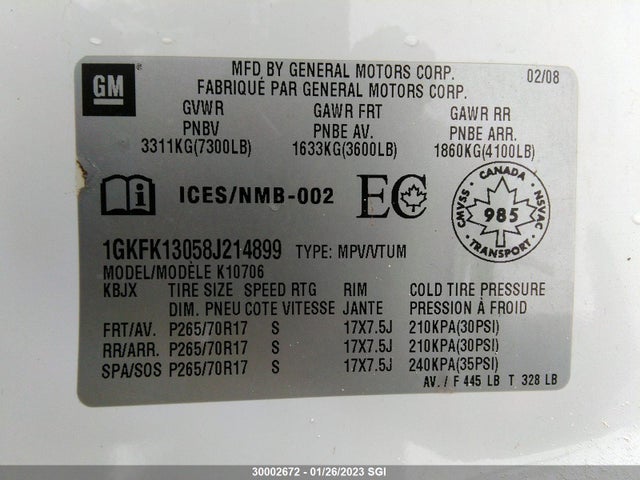 GM
MFD BY GENERAL MOTORS CORP. 02/08
FABRIQUÉ PAR GENERAL MOTORS CORP.
GVWR GAWR FRT GAWR RR
PNBV PNBE AV. PNBE ARR.
3311KG(7300LB) 1633KG(3600LB) 1860KG(4100LB)
i ICES/NMB-002 EC
CANADA
CMVSS 985 NSVAC
TRANSPORT
1GKFK13058J214899 TYPE: MPV/VTUM
MODEL/MODÈLE K10706
KBJX TIRE SIZE SPEED RTG RIM COLD TIRE PRESSURE
DIM. PNEU COTE VITESSE JANTE PRESSION À FROID
FRT/AV. P265/70R17 S 17X7.5J 210KPA(30PSI)
RR/ARR. P265/70R17 S 17X7.5J 210KPA(30PSI)
SPA/SOS P265/70R17 S 17X7.5J 240KPA(35PSI)
AV. / F 445 LB T 328 LB
30002672 - 01/26/2023 SGI